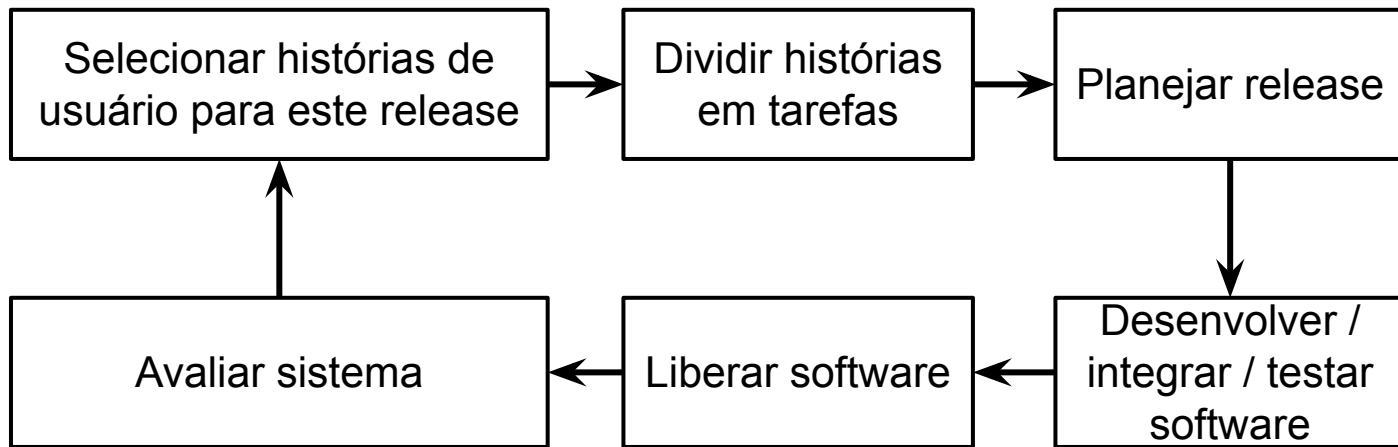 Selecionar histórias de
usuário para este release
Dividir histórias
em tarefas
Planejar release
Avaliar sistema
Liberar software
Desenvolver /
integrar / testar
software